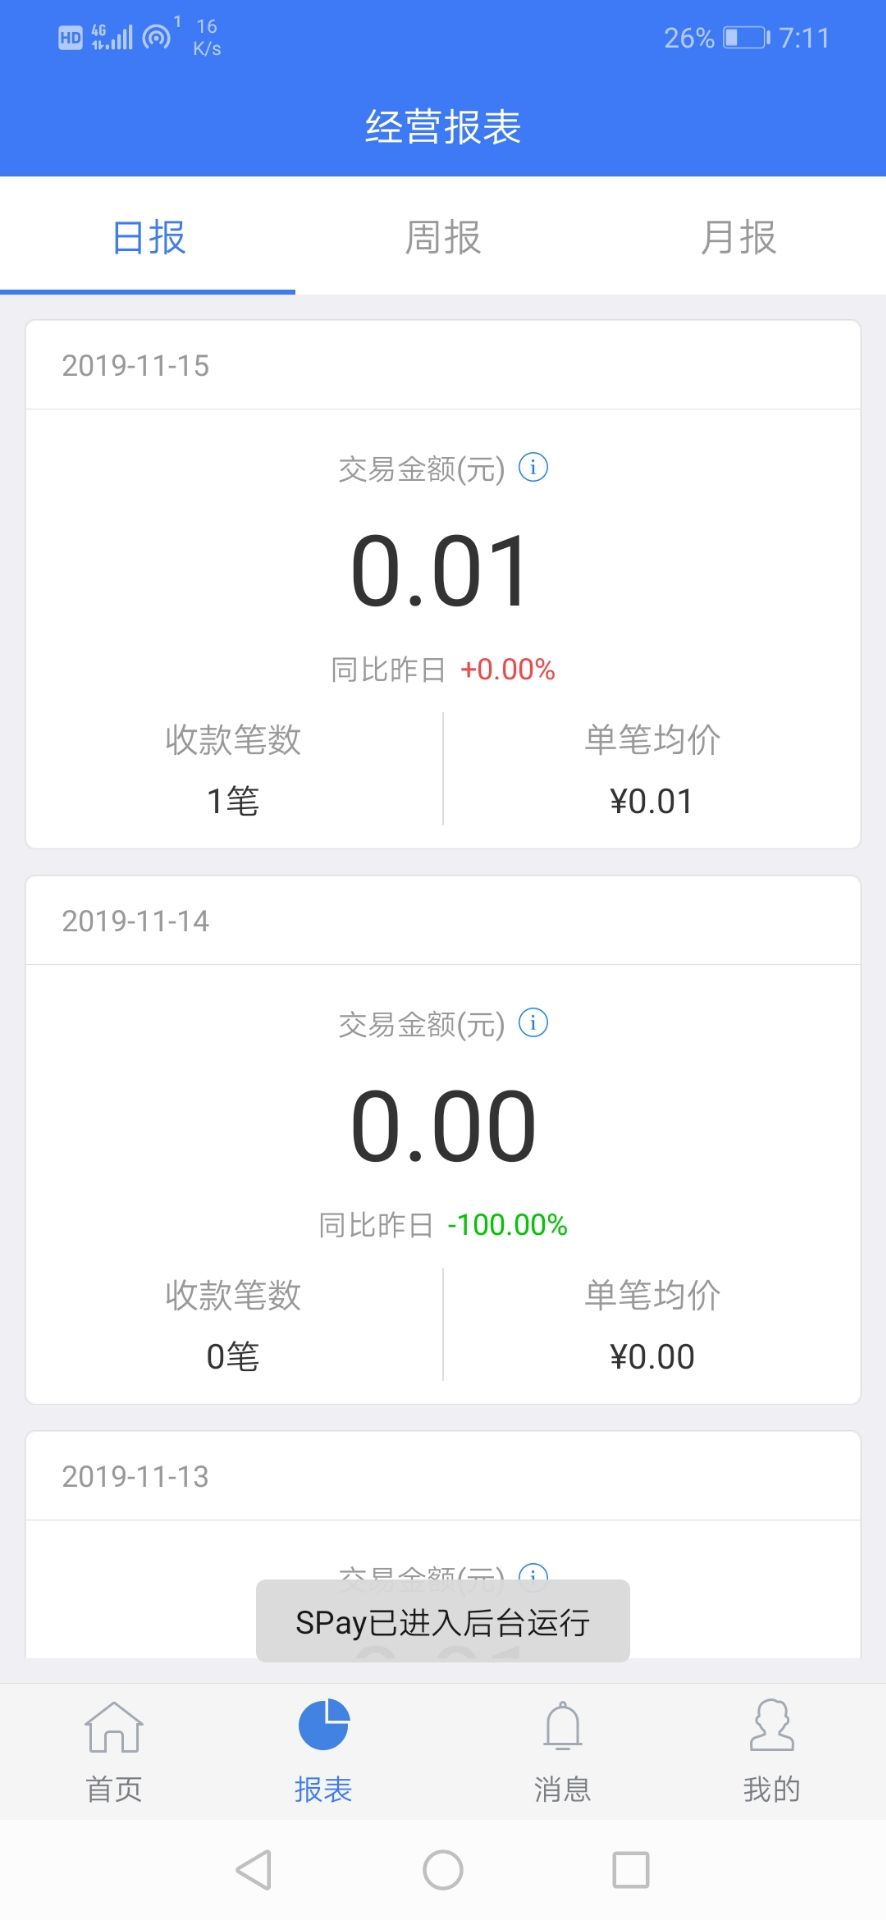 HD 4G 1 16 K/s 26% 7:11
经营报表
日报 周报 月报
2019-11-15
交易金额(元)
0.01
同比昨日 +0.00%
收款笔数 单笔均价
1笔 ¥0.01
2019-11-14
交易金额(元)
0.00
同比昨日 -100.00%
收款笔数 单笔均价
0笔 ¥0.00
2019-11-13
交易金额(元)
SPay已进入后台运行
首页 报表 消息 我的